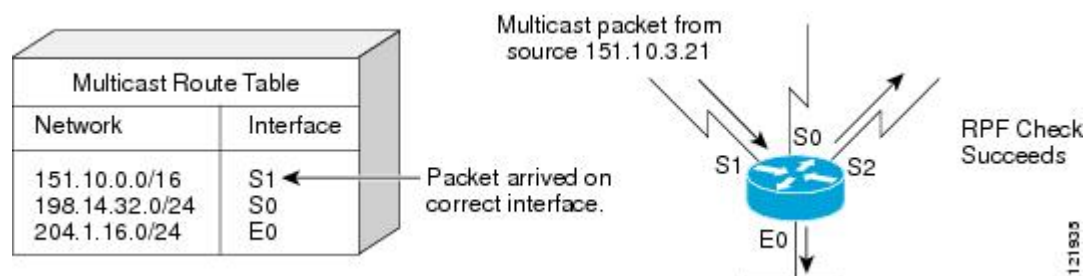 Multicast Route Table
Network Interface
151.10.0.0/16 S1
198.14.32.0/24 S0
204.1.16.0/24 E0
Packet arrived on
correct interface.
Multicast packet from
source 151.10.3.21
S0
S1
S2
E0
RPF Check
Succeeds
121935